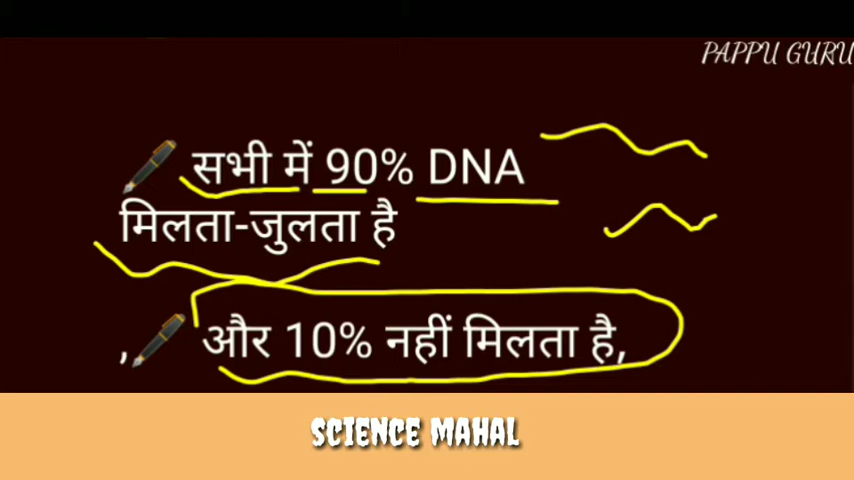 PAPPU GURU
सभी में 90% DNA
मिलता-जुलता है
, और 10% नहीं मिलता है,
SCIENCE MAHAL